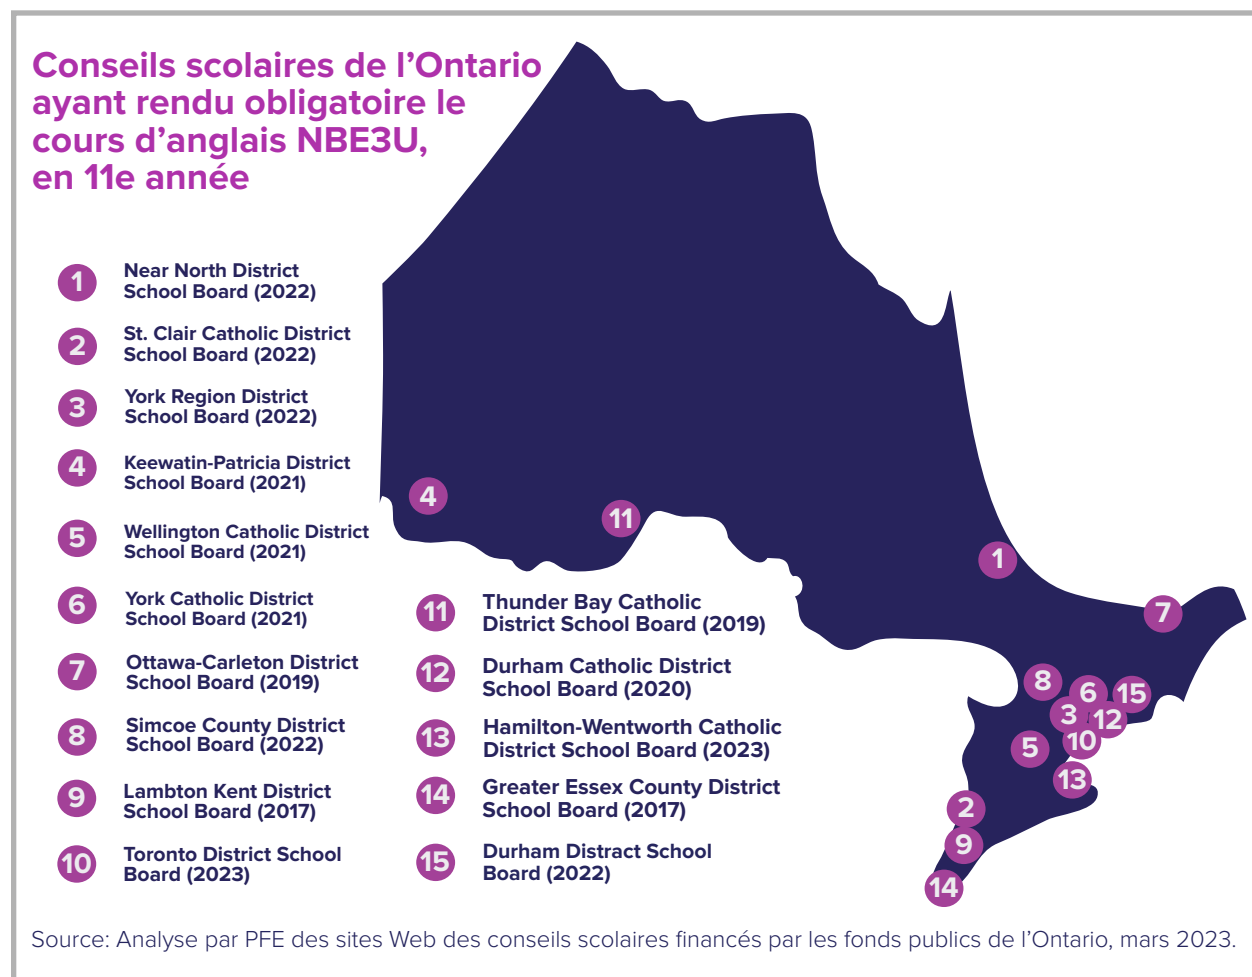 Conseils scolaires de l’Ontario
ayant rendu obligatoire le
cours d’anglais NBE3U,
en 11e année
1
Near North District
School Board (2022)
2
St. Clair Catholic District
School Board (2022)
3
York Region District
School Board (2022)
4
Keewatin-Patricia District
School Board (2021)
5
Wellington Catholic District
School Board (2021)
6
York Catholic District
School Board (2021)
7
Ottawa-Carleton District
School Board (2019)
8
Simcoe County District
School Board (2022)
9
Lambton Kent District
School Board (2017)
10
Toronto District School
Board (2023)
11
Thunder Bay Catholic
District School Board (2019)
12
Durham Catholic District
School Board (2020)
13
Hamilton-Wentworth Catholic
District School Board (2023)
14
Greater Essex County District
School Board (2017)
15
Durham Distract School
Board (2022)
4
11
1
7
8
6
15
3
12
5
10
13
2
9
14
Source: Analyse par PFE des sites Web des conseils scolaires financés par les fonds publics de l’Ontario, mars 2023.